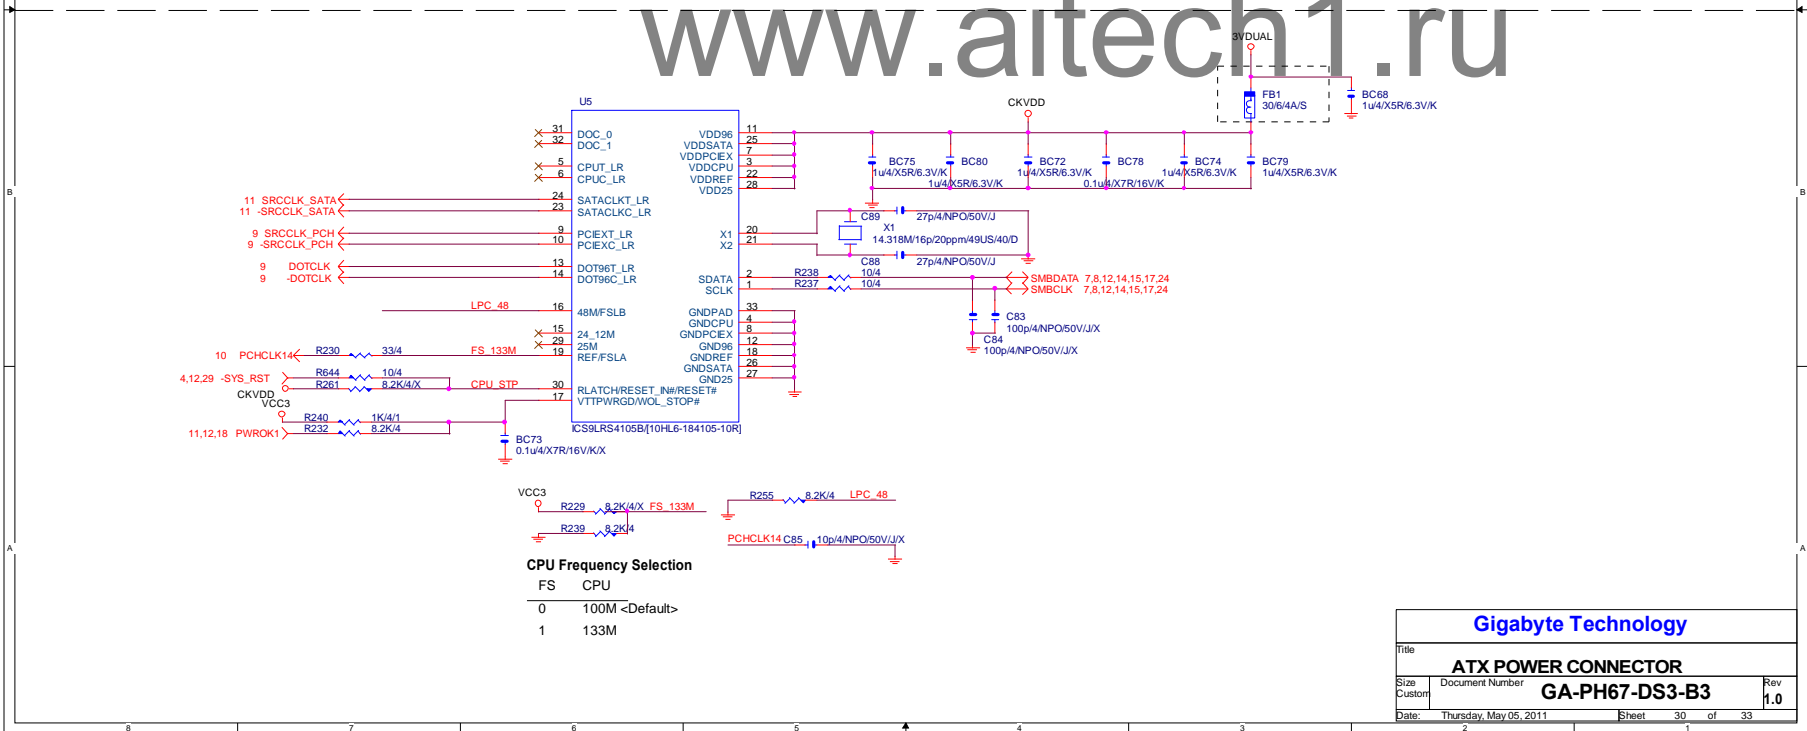 www.aitech1.ru
3VDUAL
FB1
30/6/4A/S
BC68
1u/4/X5R/6.3V/K
U5
CKVDD
31 DOC_0
32 DOC_1
5 CPUT_LR
6 CPUC_LR
11 SRCCLK_SATA 24 SATACLKT_LR
11 -SRCCLK_SATA 23 SATACLKC_LR
9 SRCCLK_PCH 9 PCIEXT_LR
9 -SRCCLK_PCH 10 PCIEXC_LR
9 DOTCLK 13 DOT96T_LR
9 -DOTCLK 14 DOT96C_LR
LPC_48 16 48M/FSLB
15 24_12M
29 25M
10 PCHCLK14 R230 33/4 FS_133M 19 REF/FSLA
4,12,29 -SYS_RST R644 10/4
CKVDD R261 8.2K/4/X CPU_STP 30 RLATCH/RESET_IN#/RESET#
17 VTTPWRGD/WOL_STOP#
VCC3
R240 1K/4/1
11,12,18 PWROK1 R232 8.2K/4
BC73
0.1u/4/X7R/16V/K/X
VDD96 11
VDDSATA 25
VDDPCIEX 7
VDDCPU 3
VDDREF 22
VDD25 28
X1 20
X2 21
SDATA 2
SCLK 1
GNDPAD 33
GNDCPU 4
GNDPCIEX 8
GND96 12
GNDREF 18
GNDSATA 26
GND25 27
ICS9LRS4105B/[10HL6-184105-10R]
BC75
1u/4/X5R/6.3V/K
BC80
1u/4/X5R/6.3V/K
BC72
1u/4/X5R/6.3V/K
BC78
0.1u/4/X7R/16V/K
BC74
1u/4/X5R/6.3V/K
BC79
1u/4/X5R/6.3V/K
C89 27p/4/NPO/50V/J
X1
14.318M/16p/20ppm/49US/40/D
C88 27p/4/NPO/50V/J
R238 10/4 SMBDATA 7,8,12,14,15,17,24
R237 10/4 SMBCLK 7,8,12,14,15,17,24
C83
100p/4/NPO/50V/J/X
C84
100p/4/NPO/50V/J/X
VCC3
R229 8.2K/4/X FS_133M
R239 8.2K/4
R255 8.2K/4 LPC_48
PCHCLK14 C85 10p/4/NPO/50V/J/X
CPU Frequency Selection
FS CPU
0 100M <Default>
1 133M
B
B
A
A
Gigabyte Technology
Title
ATX POWER CONNECTOR
Size
Custom
Document Number
GA-PH67-DS3-B3
Rev
1.0
Date: Thursday, May 05, 2011 Sheet 30 of 33
8 7 6 5 4 3 2 1